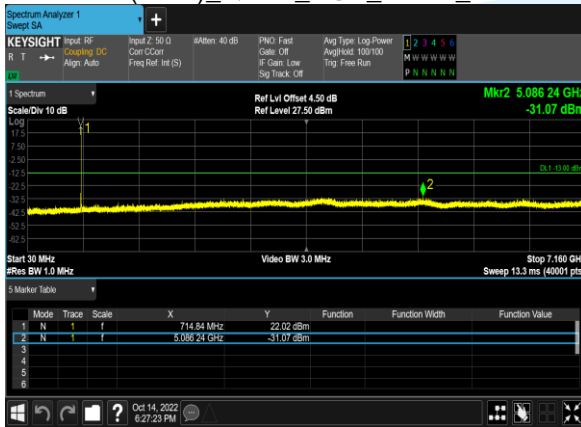 Spectrum Analyzer 1
Swept SA
+
KEYSIGHT Input: RF Input Z: 50 Ω #Atten: 40 dB PNO: Fast Avg Type: Log-Power 1 2 3 4 5 6
R T Coupling: DC Corr CCorr Gate: Off Avg|Hold: 100/100 M W W W W W
Align: Auto Freq Ref: Int (S) IF Gain: Low Trig: Free Run
Sig Track: Off P N N N N N
1 Spectrum Ref Lvl Offset 4.50 dB Mkr2 5.086 24 GHz
Scale/Div 10 dB Ref Level 27.50 dBm -31.07 dBm
Log
17.5 1
7.50
-2.50
DL1 -13.00 dBm
-12.5
-22.5 2
-32.5
-42.5
-52.5
-62.5
Start 30 MHz Video BW 3.0 MHz Stop 7.160 GH
#Res BW 1.0 MHz Sweep 13.3 ms (40001 pts
5 Marker Table
Mode Trace Scale X Y Function Function Width Function Value
1 N 1 f 714.84 MHz 22.02 dBm
2 N 1 f 5.086 24 GHz -31.07 dBm
3
4
5
6
? Oct 14, 2022
6:27:23 PM